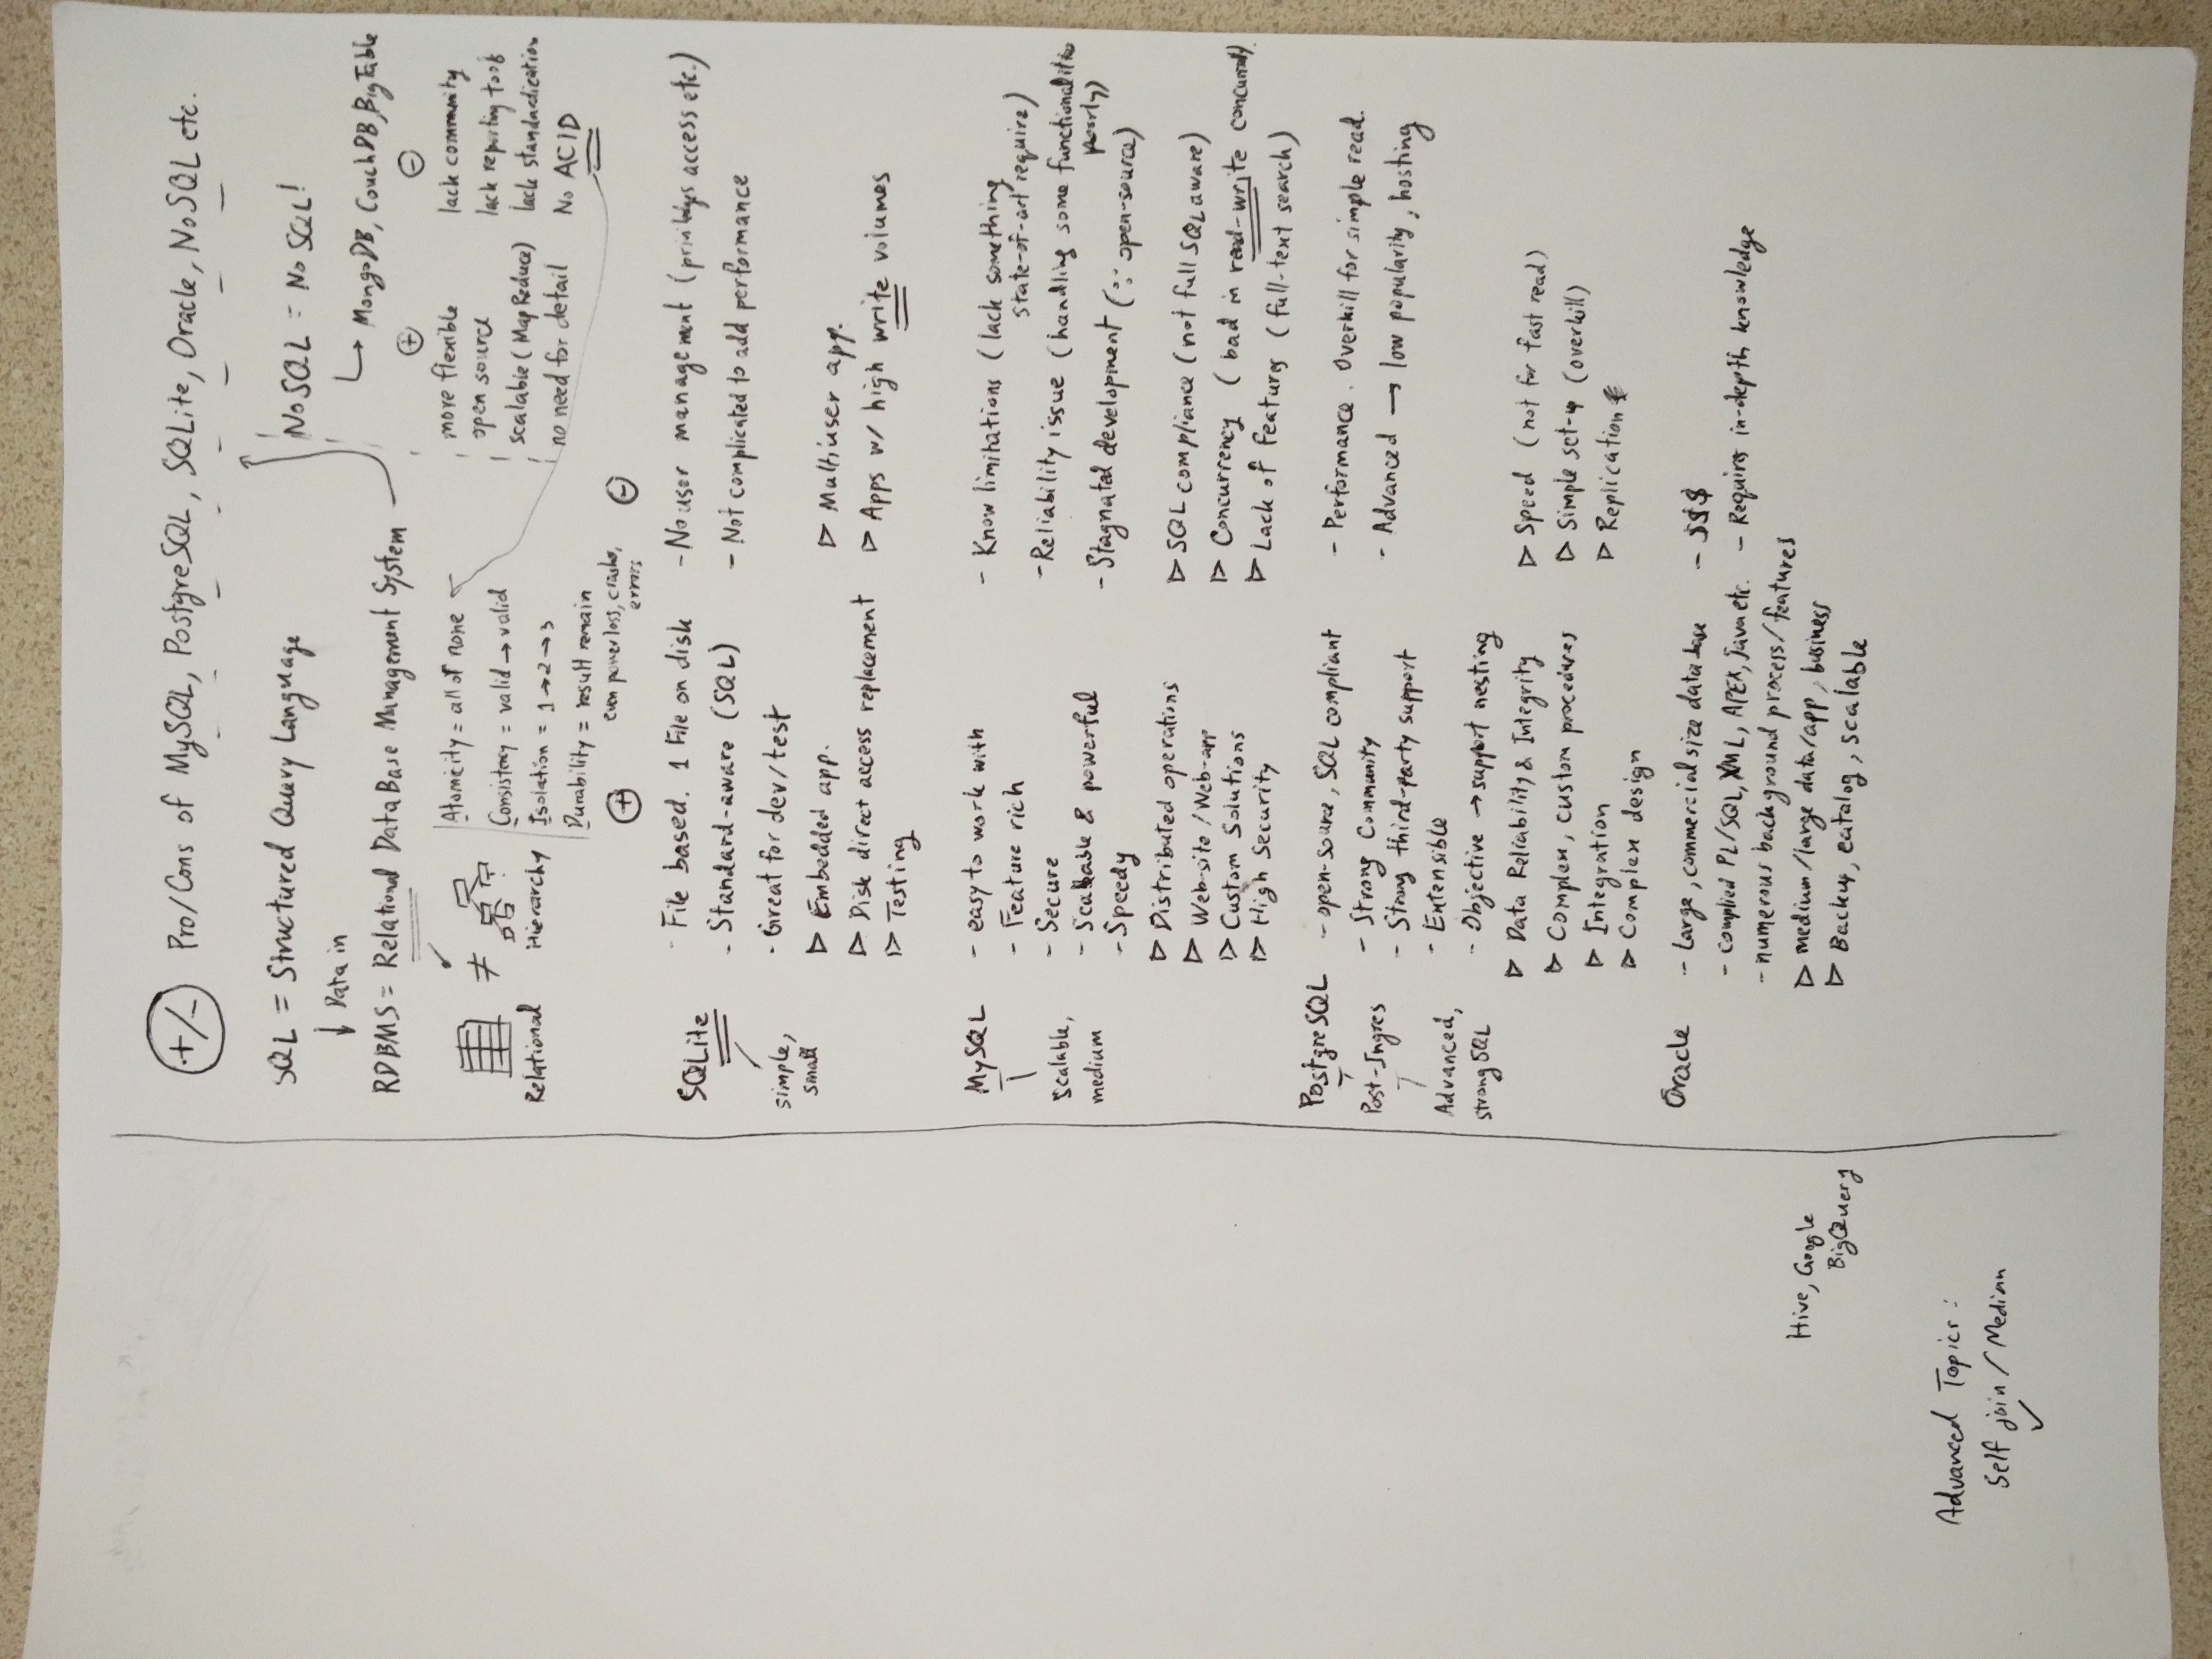 +/- Pro/Cons of MySQL, PostgreSQL, SQLite, Oracle, NoSQL etc.
SQL = Structured Query Language
↓ Data in
RDBMS = Relational DataBase Management System
NoSQL = No SQL!
→ MongoDB, CouchDB, BigTable
+ -
more flexible lack community
open source lack reporting tools
scalable (MapReduce) lack standardication
no need for detail No ACID
Relational ≠ Hierarchy
Atomicity = all or none
Consistency = valid → valid
Isolation = 1 → 2 → 3
Durability = result remain
even power loss, crashes,
errors
+ -
SQLite
simple,
small
- File based. 1 File on disk
- Standard-aware (SQL)
- Great for dev/test
▷ Embedded app.
▷ Disk direct access replacement
▷ Testing
- No user management (privileges access etc.)
- Not complicated to add performance
▷ Multiuser app.
▷ Apps w/ high write volumes
MySQL
Scalable,
medium
- easy to work with
- Feature rich
- Secure
- Scalable & powerful
- Speedy
▷ Distributed operations
▷ Web-site / Web-app
▷ Custom Solutions
▷ High Security
- Know limitations (lack something
state-of-art require)
- Reliability issue (handling some functionalities
poorly)
- Stagnated development (∵ open-source)
▷ SQL compliance (not full SQL aware)
▷ Concurrency (bad in read-write
▷ Lack of features (full-text search)
PostgreSQL
Post-Ingres
Advanced,
strong SQL
- open-source, SQL compliant
- Strong Community
- Strong third-party support
- Extensible
- Objective → support nesting
▷ Data Reliability & Integrity
▷ Complex, custom procedures
▷ Integration
▷ Complex design
- Performance. Overkill for simple read.
- Advanced → low popularity, hosting
▷ Speed (not for fast read)
▷ Simple set-up (overkill)
▷ Replication
Oracle
- Large, commercial size database
- complied PL/SQL, XML, APEX, Java etc.
- numerous background process/features
▷ medium/large data/app, business
▷ Backup, catalog, scalable
- $$$
- Requires in-depth knowledge
Hive, Google
BigQuery
Advanced Topics:
Self join / Median
✓